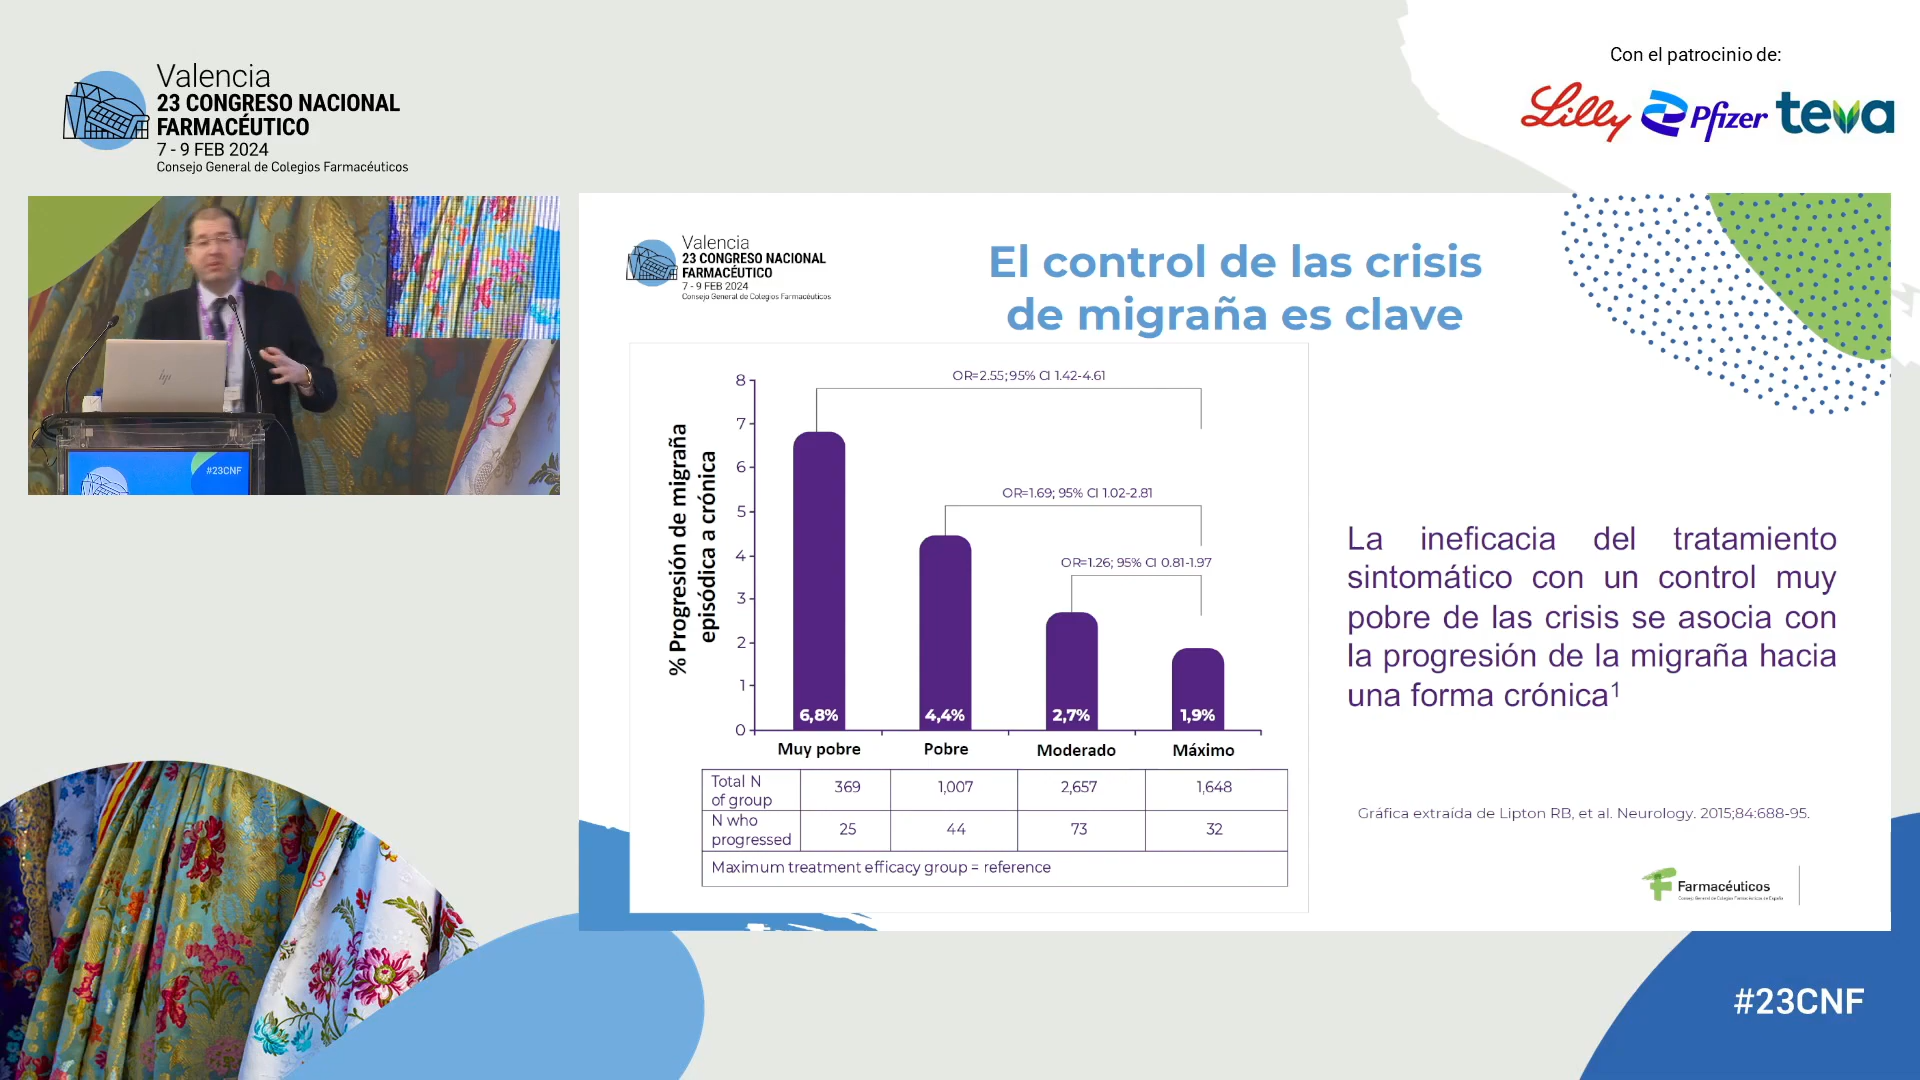 Valencia
23 CONGRESO NACIONAL
FARMACÉUTICO
7 - 9 FEB 2024
Consejo General de Colegios Farmacéuticos
Con el patrocinio de:
Lilly
Pfizer
teva
hp
#23CNF
Valencia
23 CONGRESO NACIONAL
FARMACÉUTICO
7 - 9 FEB 2024
Consejo General de Colegios Farmacéuticos
El control de las crisis
de migraña es clave
% Progresión de migraña
episódica a crónica
8
7
6
5
4
3
2
1
0
OR=2.55; 95% CI 1.42-4.61
OR=1.69; 95% CI 1.02-2.81
OR=1.26; 95% CI 0.81-1.97
6,8% 4,4% 2,7% 1,9%
Muy pobre Pobre Moderado Máximo
Total N
of group 369 1,007 2,657 1,648
N who
progressed 25 44 73 32
Maximum treatment efficacy group = reference
La ineficacia del tratamiento
sintomático con un control muy
pobre de las crisis se asocia con
la progresión de la migraña hacia
una forma crónica¹
Gráfica extraída de Lipton RB, et al. Neurology. 2015;84:688-95.
Farmacéuticos
Consejo General de Colegios Farmacéuticos de España
#23CNF